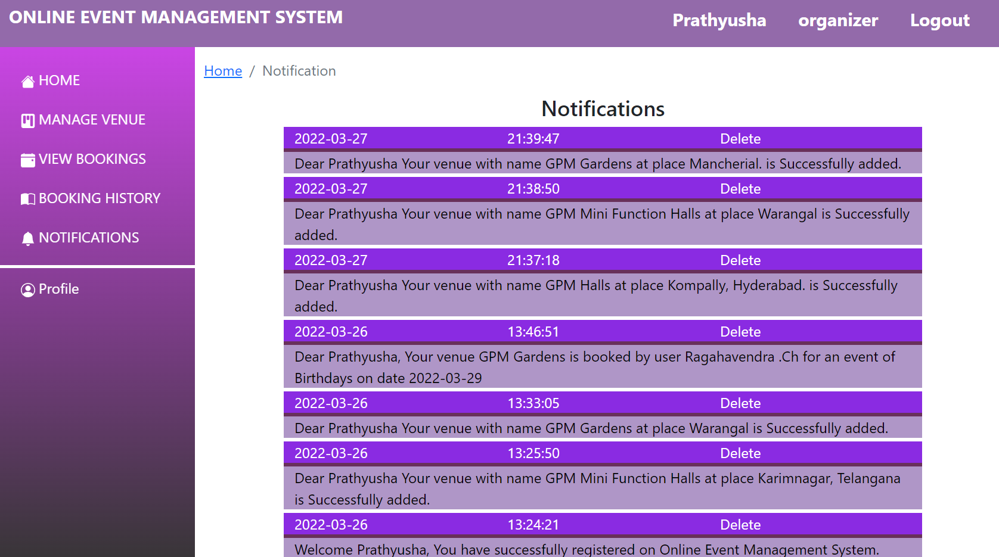 ONLINE EVENT MANAGEMENT SYSTEM
Prathyusha organizer Logout
HOME
MANAGE VENUE
VIEW BOOKINGS
BOOKING HISTORY
NOTIFICATIONS
Profile
Home / Notification
Notifications
2022-03-27 21:39:47 Delete
Dear Prathyusha Your venue with name GPM Gardens at place Mancherial. is Successfully added.
2022-03-27 21:38:50 Delete
Dear Prathyusha Your venue with name GPM Mini Function Halls at place Warangal is Successfully
added.
2022-03-27 21:37:18 Delete
Dear Prathyusha Your venue with name GPM Halls at place Kompally, Hyderabad. is Successfully
added.
2022-03-26 13:46:51 Delete
Dear Prathyusha, Your venue GPM Gardens is booked by user Ragahavendra .Ch for an event of
Birthdays on date 2022-03-29
2022-03-26 13:33:05 Delete
Dear Prathyusha Your venue with name GPM Gardens at place Warangal is Successfully added.
2022-03-26 13:25:50 Delete
Dear Prathyusha Your venue with name GPM Mini Function Halls at place Karimnagar, Telangana
is Successfully added.
2022-03-26 13:24:21 Delete
Welcome Prathyusha, You have successfully registered on Online Event Management System.